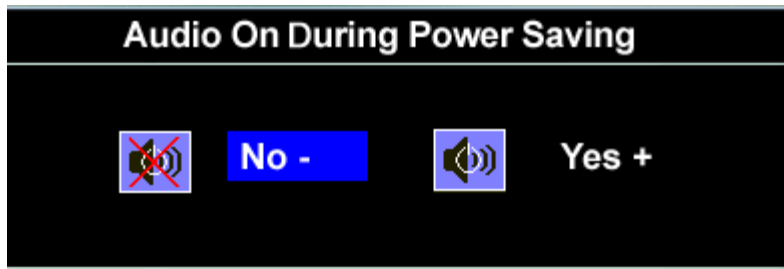 Audio On During Power Saving
No - Yes +